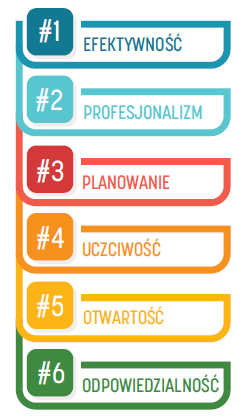 #1
EFEKTYWNOŚĆ
#2
PROFESJONALIZM
#3
PLANOWANIE
#4
UCZCIWOŚĆ
#5
OTWARTOŚĆ
#6
ODPOWIEDZIALNOŚĆ